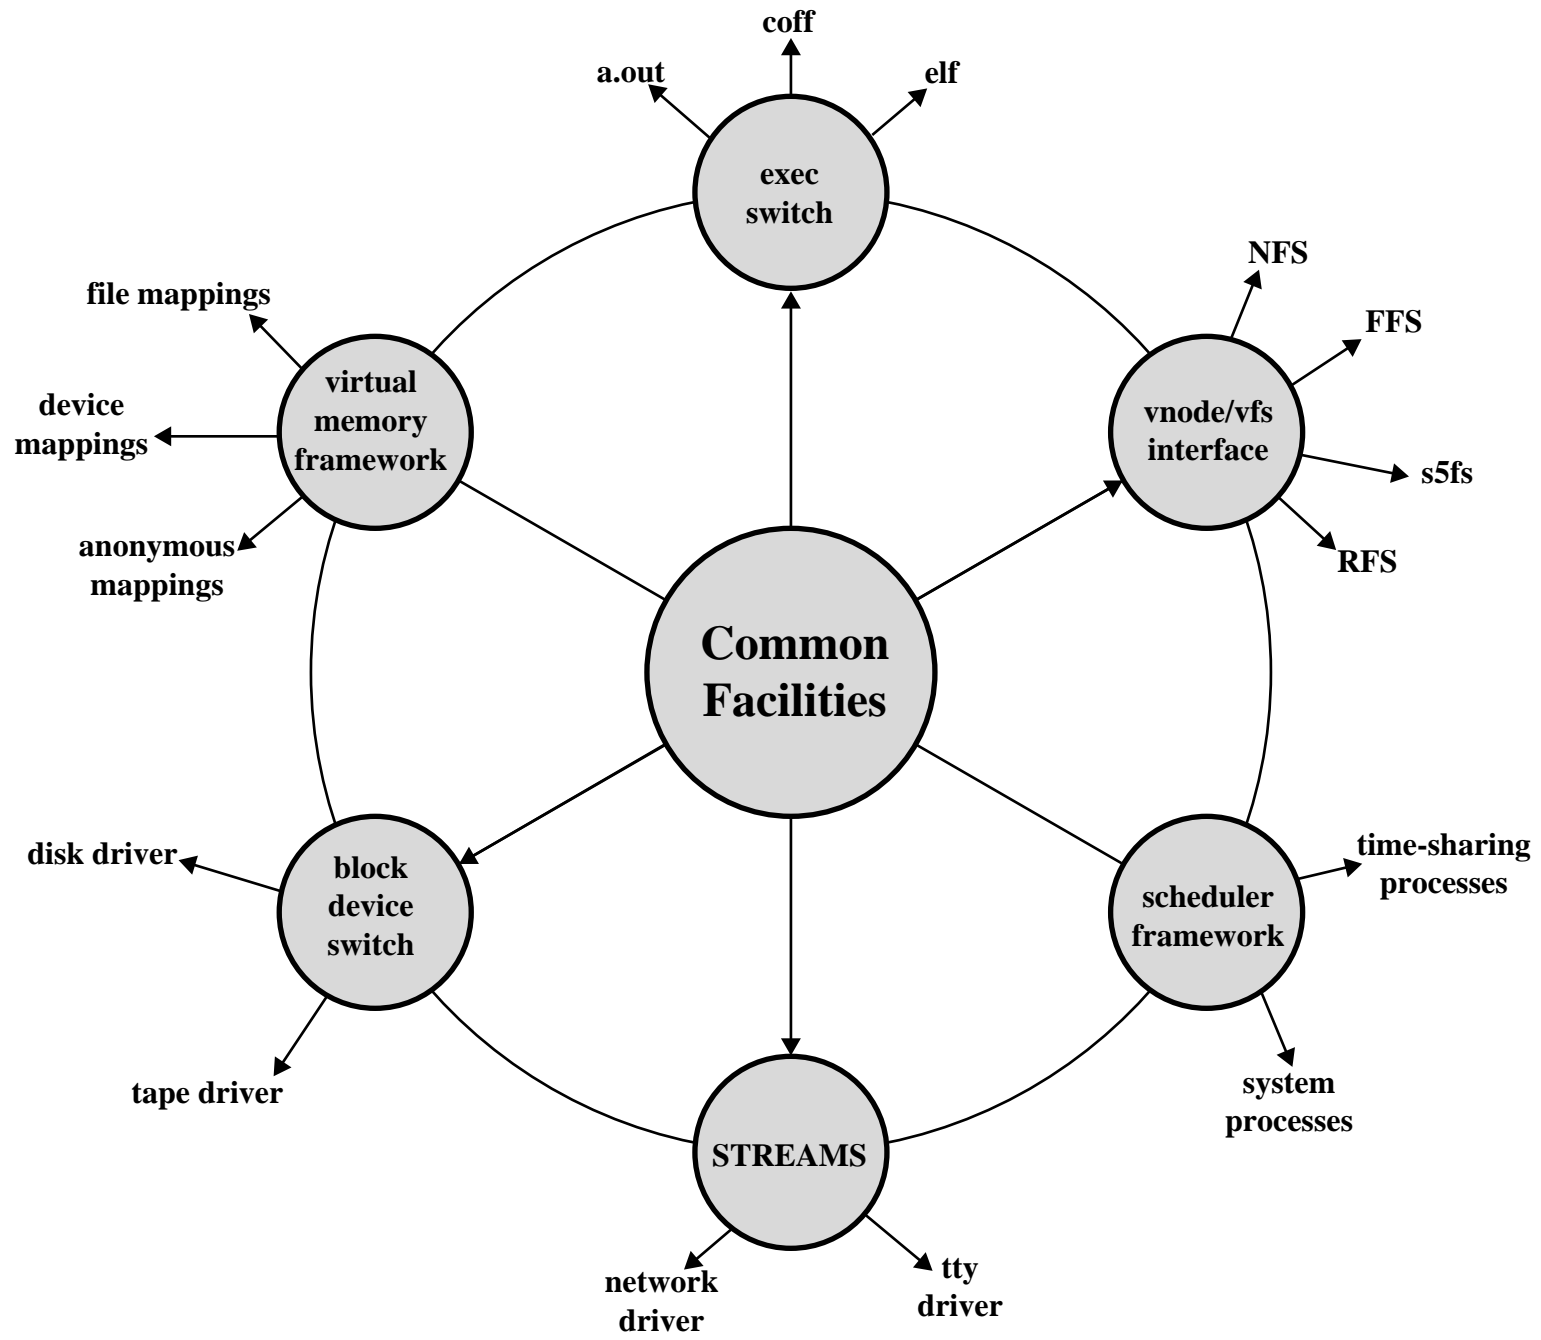 coff
a.out
elf
exec
switch
NFS
file mappings
FFS
virtual
memory
framework
device
mappings
vnode/vfs
interface
s5fs
anonymous
mappings
RFS
Common
Facilities
disk driver
block
device
switch
time-sharing
processes
scheduler
framework
tape driver
system
processes
STREAMS
network
driver
tty
driver